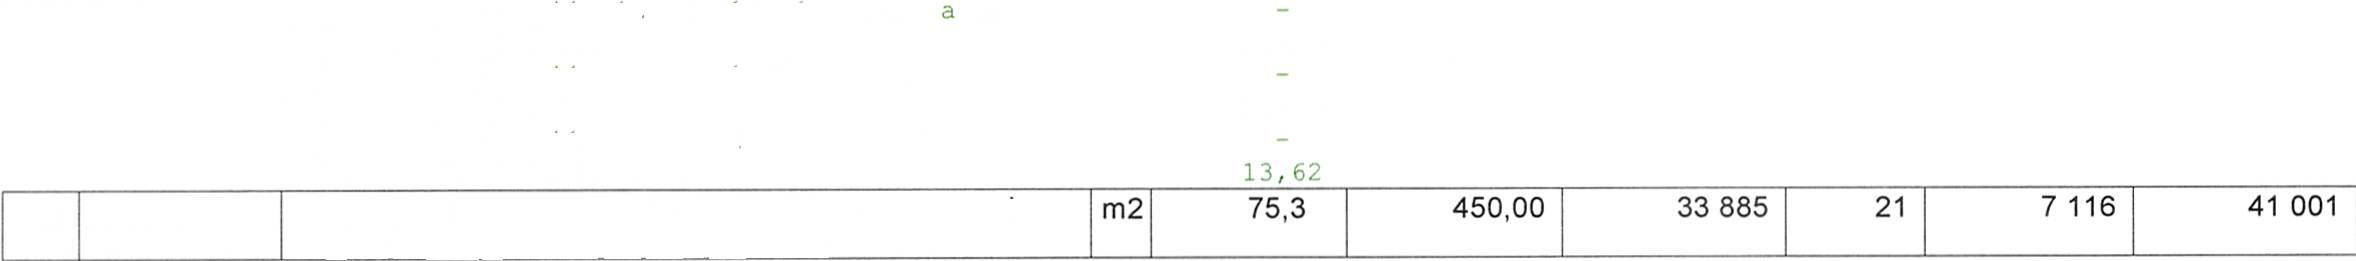 a –
–
–
13,62
m2 75,3 450,00 33 885 21 7 116 41 001